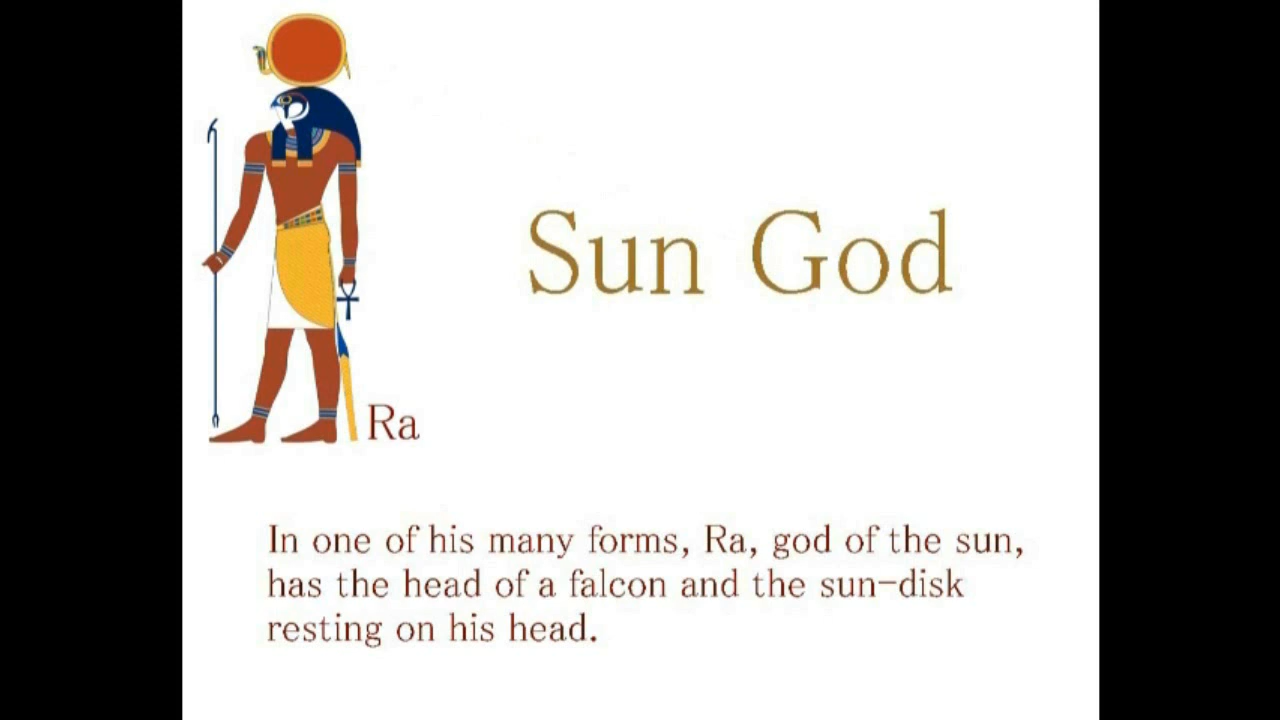 Sun God
Ra
In one of his many forms, Ra, god of the sun,
has the head of a falcon and the sun-disk
resting on his head.